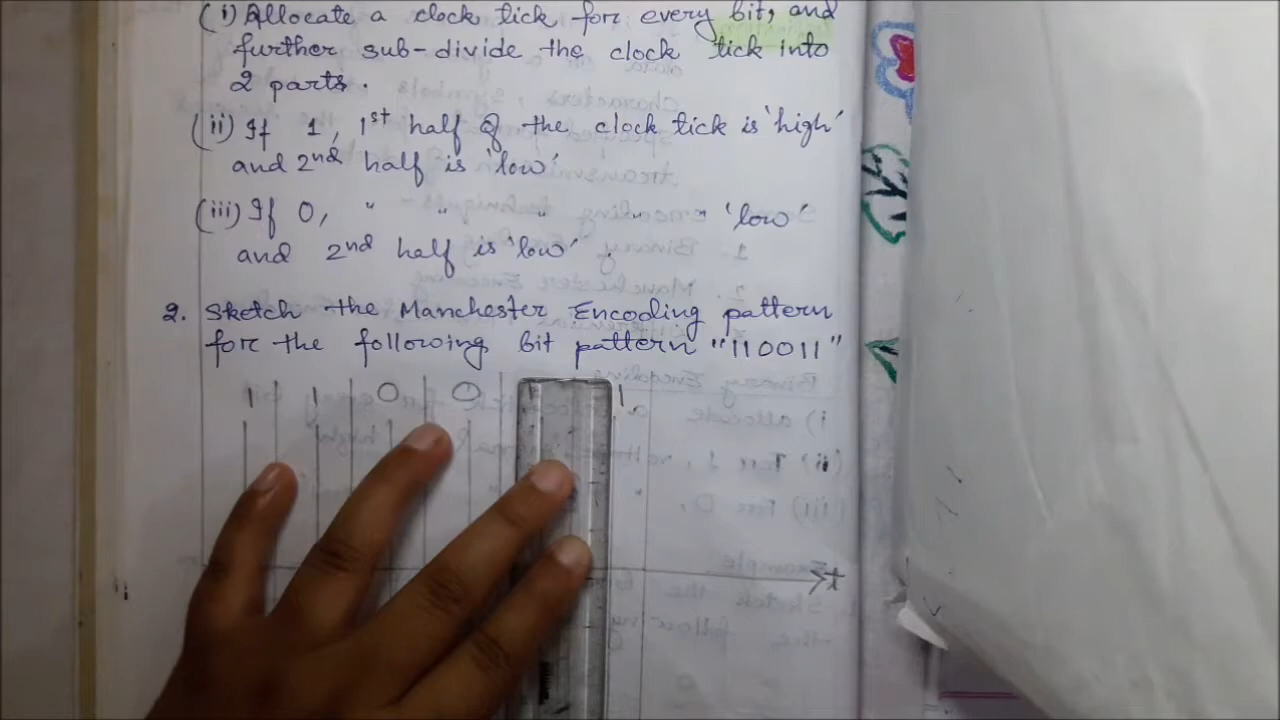 (i) Allocate a clock tick for every bit, and
further sub-divide the clock tick into
2 parts.
(ii) If 1, 1st half of the clock tick is 'high'
and 2nd half is 'low'
(iii) If 0, " " " " " 'low'
and 2nd half is 'low'.
2. Sketch the Manchester Encoding pattern
for the following bit pattern "110011"
1 1 0 0 1 1
t